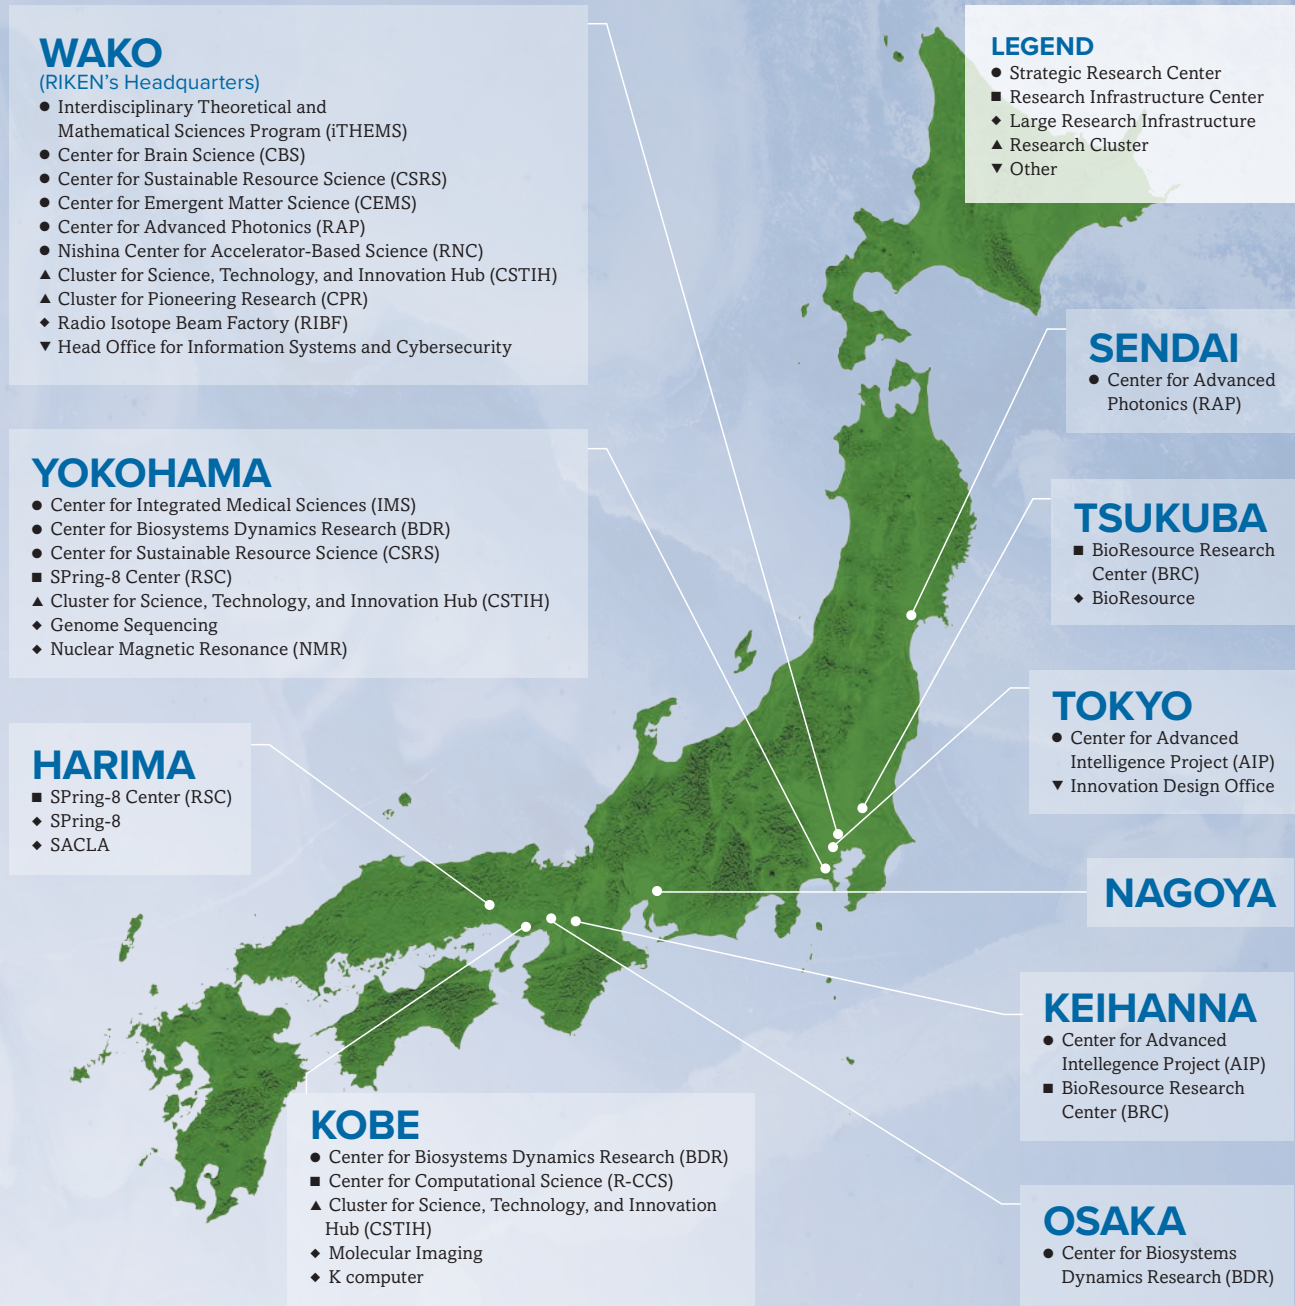 WAKO
(RIKEN's Headquarters)
● Interdisciplinary Theoretical and
Mathematical Sciences Program (iTHEMS)
● Center for Brain Science (CBS)
● Center for Sustainable Resource Science (CSRS)
● Center for Emergent Matter Science (CEMS)
● Center for Advanced Photonics (RAP)
● Nishina Center for Accelerator-Based Science (RNC)
▲ Cluster for Science, Technology, and Innovation Hub (CSTIH)
▲ Cluster for Pioneering Research (CPR)
◆ Radio Isotope Beam Factory (RIBF)
▼ Head Office for Information Systems and Cybersecurity
LEGEND
● Strategic Research Center
■ Research Infrastructure Center
◆ Large Research Infrastructure
▲ Research Cluster
▼ Other
SENDAI
● Center for Advanced
Photonics (RAP)
YOKOHAMA
● Center for Integrated Medical Sciences (IMS)
● Center for Biosystems Dynamics Research (BDR)
● Center for Sustainable Resource Science (CSRS)
■ SPring-8 Center (RSC)
▲ Cluster for Science, Technology, and Innovation Hub (CSTIH)
◆ Genome Sequencing
◆ Nuclear Magnetic Resonance (NMR)
TSUKUBA
■ BioResource Research
Center (BRC)
◆ BioResource
TOKYO
● Center for Advanced
Intelligence Project (AIP)
▼ Innovation Design Office
HARIMA
■ SPring-8 Center (RSC)
◆ SPring-8
◆ SACLA
NAGOYA
KEIHANNA
● Center for Advanced
Intellegence Project (AIP)
■ BioResource Research
Center (BRC)
KOBE
● Center for Biosystems Dynamics Research (BDR)
■ Center for Computational Science (R-CCS)
▲ Cluster for Science, Technology, and Innovation
Hub (CSTIH)
◆ Molecular Imaging
◆ K computer
OSAKA
● Center for Biosystems
Dynamics Research (BDR)